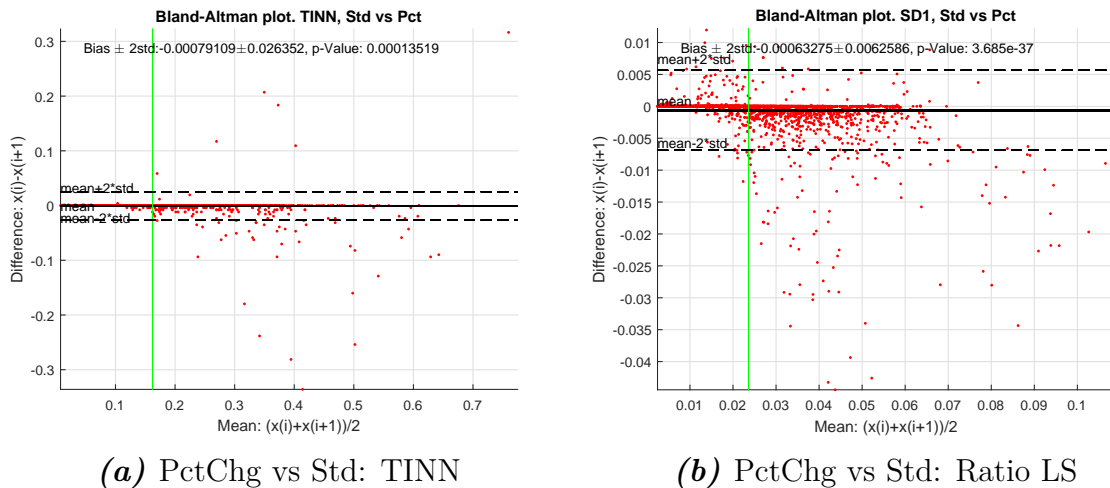 Bland-Altman plot. TINN, Std vs Pct
Bias ± 2std:-0.00079109±0.026352, p-Value: 0.00013519
mean+2*std
mean
mean-2*std
0.3
0.2
0.1
0
-0.1
-0.2
-0.3
Difference: x(i)-x(i+1)
0.1 0.2 0.3 0.4 0.5 0.6 0.7
Mean: (x(i)+x(i+1))/2
(a) PctChg vs Std: TINN
Bland-Altman plot. SD1, Std vs Pct
Bias ± 2std:-0.00063275±0.0062586, p-Value: 3.685e-37
mean+2*std
mean
mean-2*std
0.01
0.005
0
-0.005
-0.01
-0.015
-0.02
-0.025
-0.03
-0.035
-0.04
Difference: x(i)-x(i+1)
0.01 0.02 0.03 0.04 0.05 0.06 0.07 0.08 0.09 0.1
Mean: (x(i)+x(i+1))/2
(b) PctChg vs Std: Ratio LS